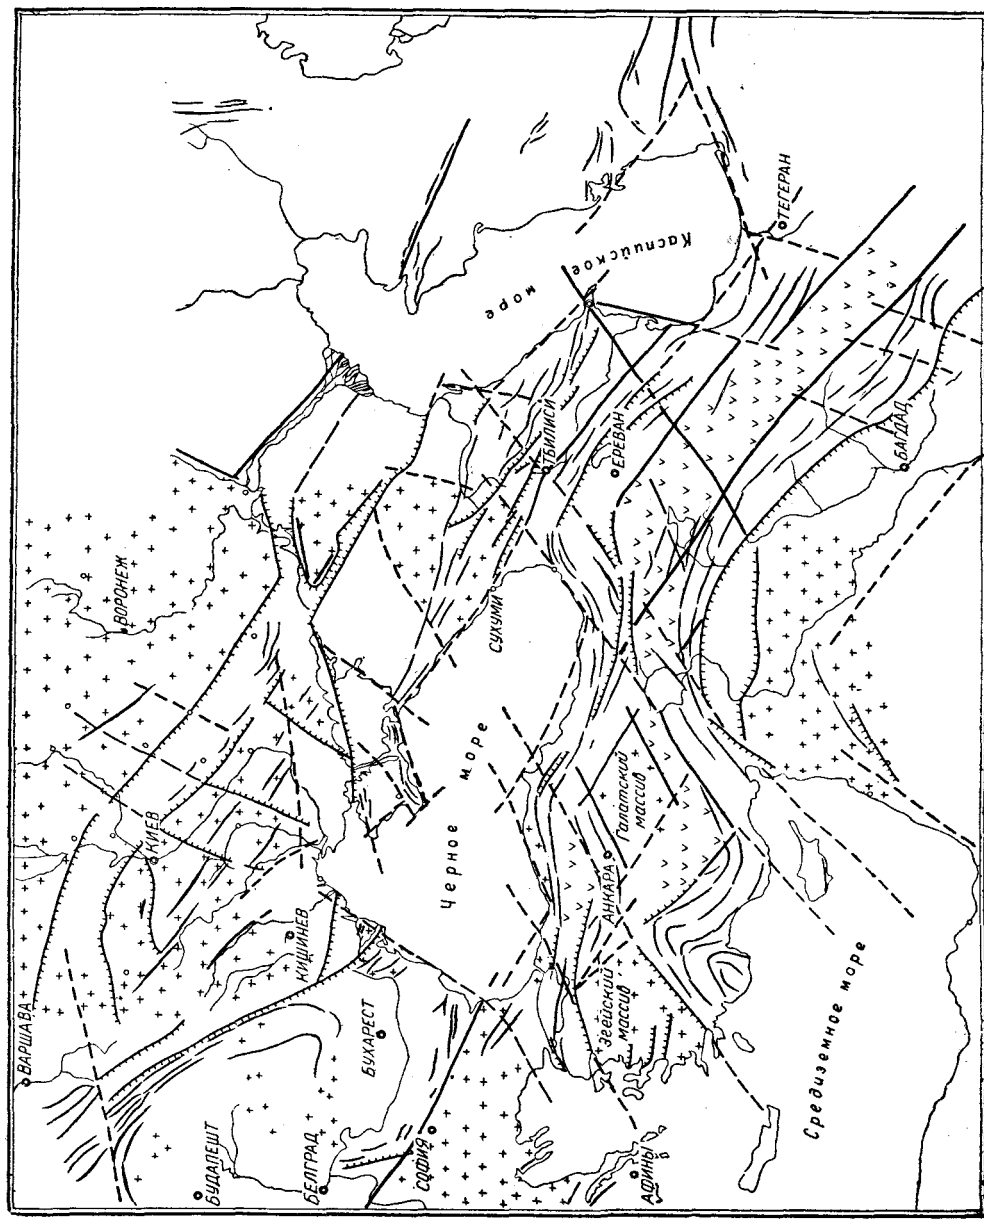 ВАРШАВА
КИЕВ
ВОРОНЕЖ
БУДАПЕШТ
БЕЛГРАД
БУХАРЕСТ
КИШИНЕВ
СОФИЯ
Черное
море
СУХУМИ
ТБИЛИСИ
ЕРЕВАН
Каспийское
море
ТЕГЕРАН
БАГДАД
АНКАРА
Галатский
массив
Эгейский
массив
АФИНЫ
Средиземное море